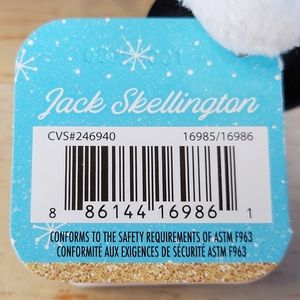 Jack Skellington
CVS#246940 16985/16986
8 86144 16986 1
CONFORMS TO THE SAFETY REQUIREMENTS OF ASTM F963
CONFORMITÉ AUX EXIGENCES DE SÉCURITÉ ASTM F963